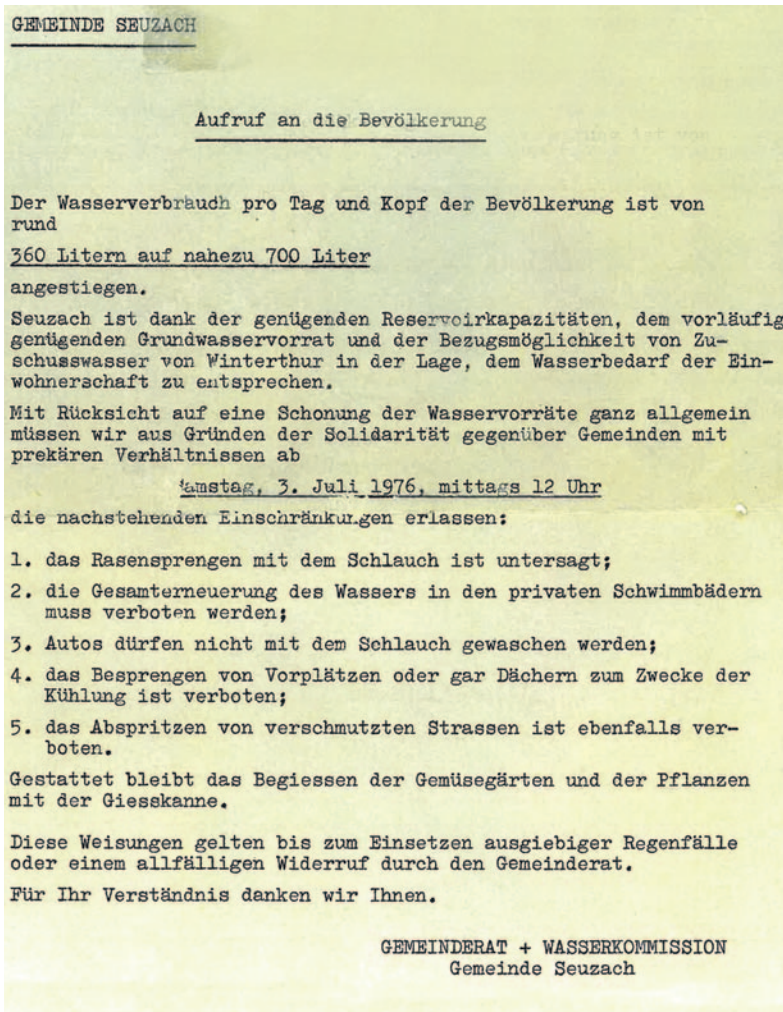 GEMEINDE SEUZACH
Aufruf an die Bevölkerung
Der Wasserverbrauch pro Tag und Kopf der Bevölkerung ist von
rund
360 Litern auf nahezu 700 Liter
angestiegen.
Seuzach ist dank der genügenden Reservoirkapazitäten, dem vorläufig
genügenden Grundwasservorrat und der Bezugsmöglichkeit von Zu-
schusswasser von Winterthur in der Lage, dem Wasserbedarf der Ein-
wohnerschaft zu entsprechen.
Mit Rücksicht auf eine Schonung der Wasservorräte ganz allgemein
müssen wir aus Gründen der Solidarität gegenüber Gemeinden mit
prekären Verhältnissen ab
Samstag, 3. Juli 1976, mittags 12 Uhr
die nachstehenden Einschränkungen erlassen:
1. das Rasensprengen mit dem Schlauch ist untersagt;
2. die Gesamterneuerung des Wassers in den privaten Schwimmbädern
muss verboten werden;
3. Autos dürfen nicht mit dem Schlauch gewaschen werden;
4. das Besprengen von Vorplätzen oder gar Dächern zum Zwecke der
Kühlung ist verboten;
5. das Abspritzen von verschmutzten Strassen ist ebenfalls ver-
boten.
Gestattet bleibt das Begiessen der Gemüsegärten und der Pflanzen
mit der Giesskanne.
Diese Weisungen gelten bis zum Einsetzen ausgiebiger Regenfälle
oder einem allfälligen Widerruf durch den Gemeinderat.
Für Ihr Verständnis danken wir Ihnen.
GEMEINDERAT + WASSERKOMMISSION
Gemeinde Seuzach